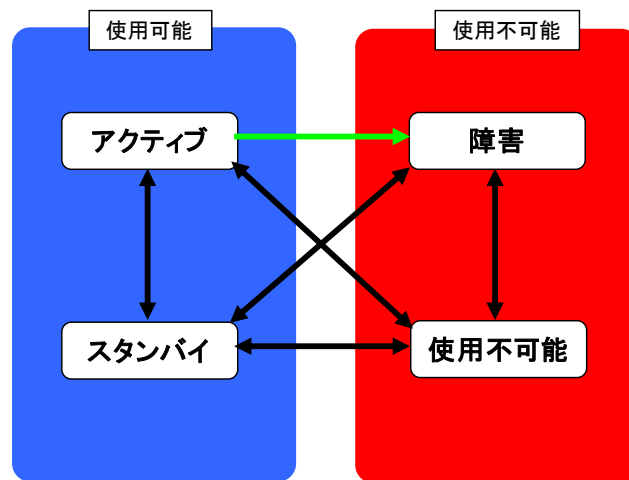 使用可能
使用不可能
アクティブ
障害
スタンバイ
使用不可能